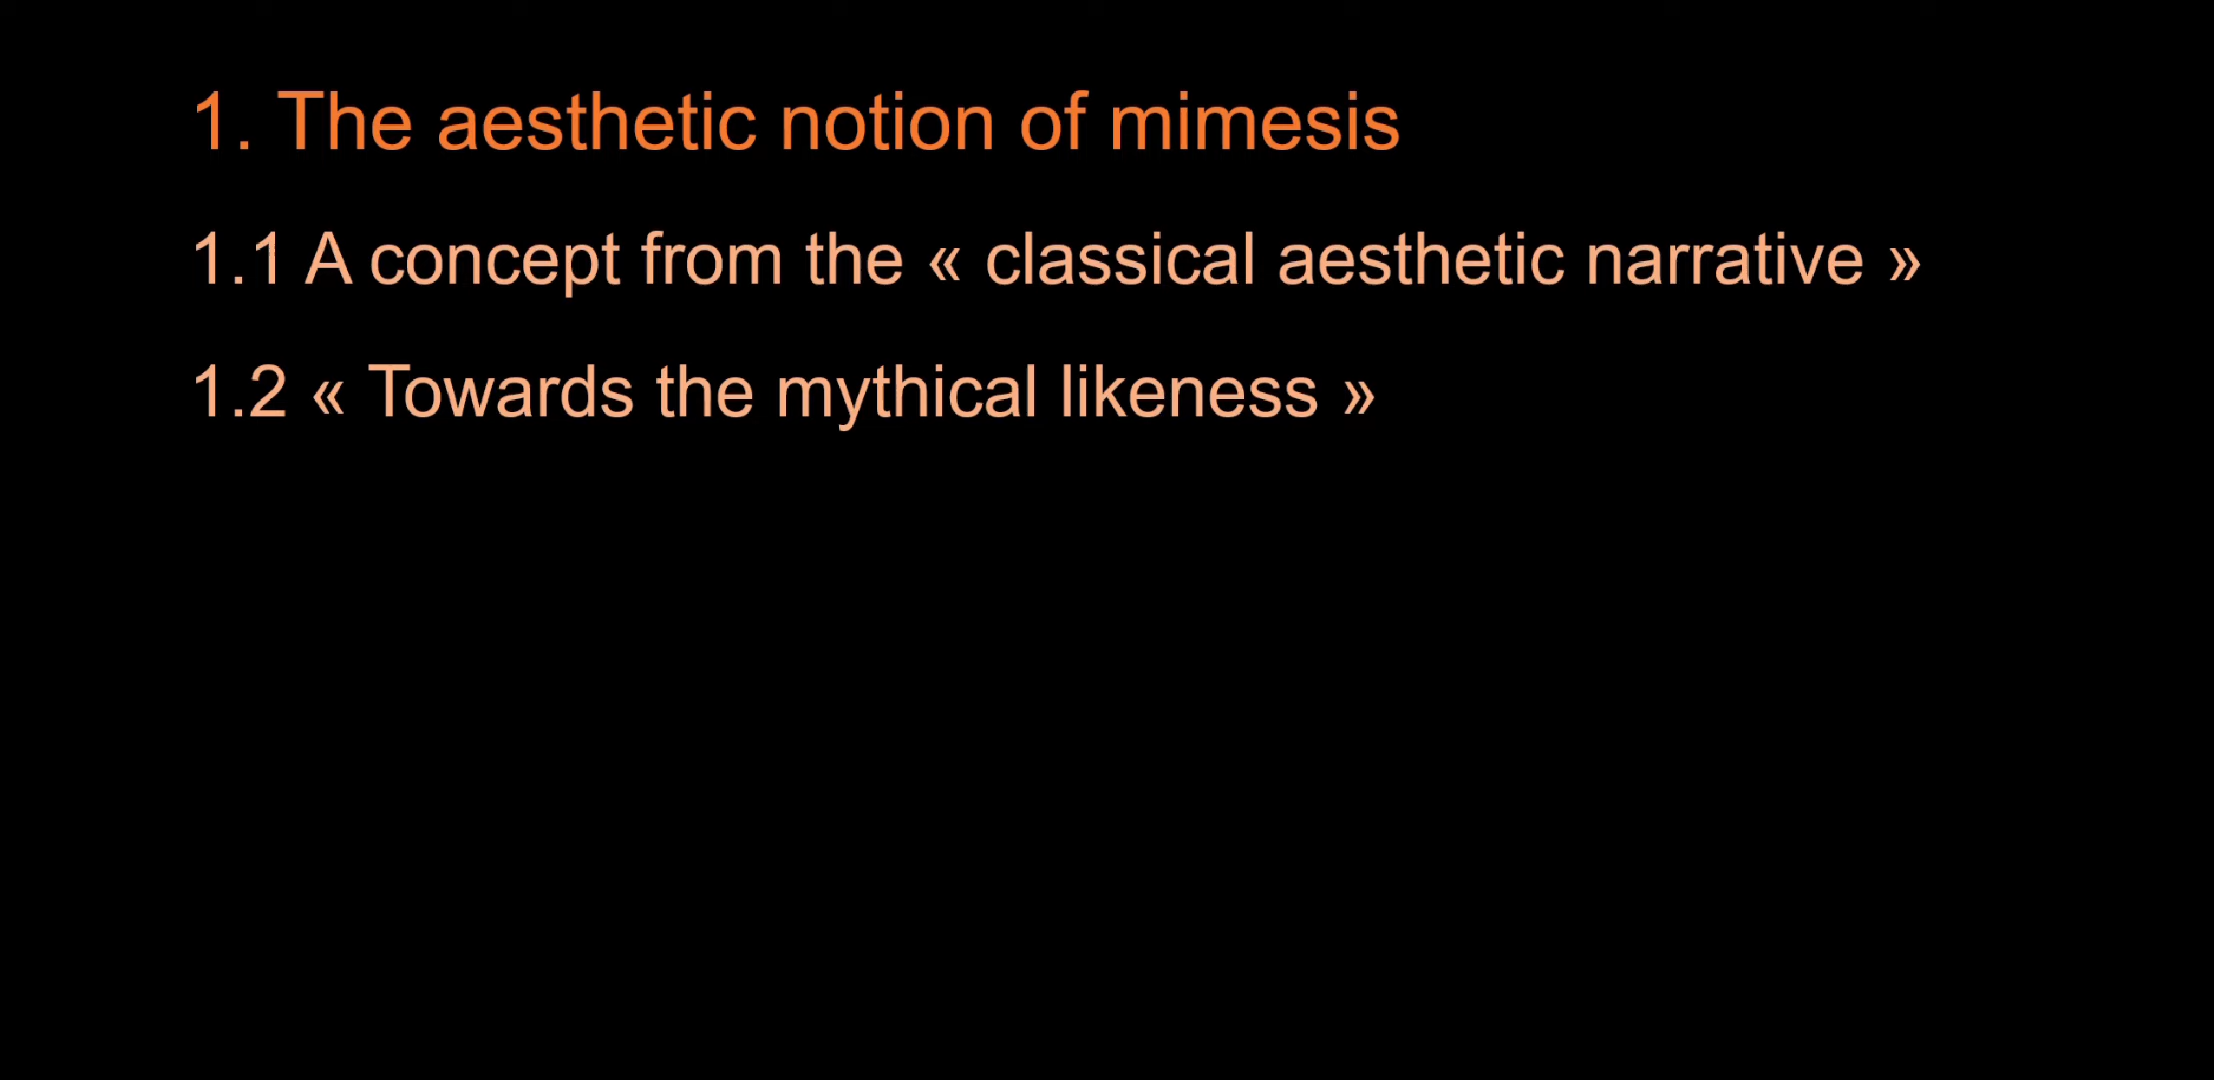 1. The aesthetic notion of mimesis
1.1 A concept from the « classical aesthetic narrative »
1.2 « Towards the mythical likeness »